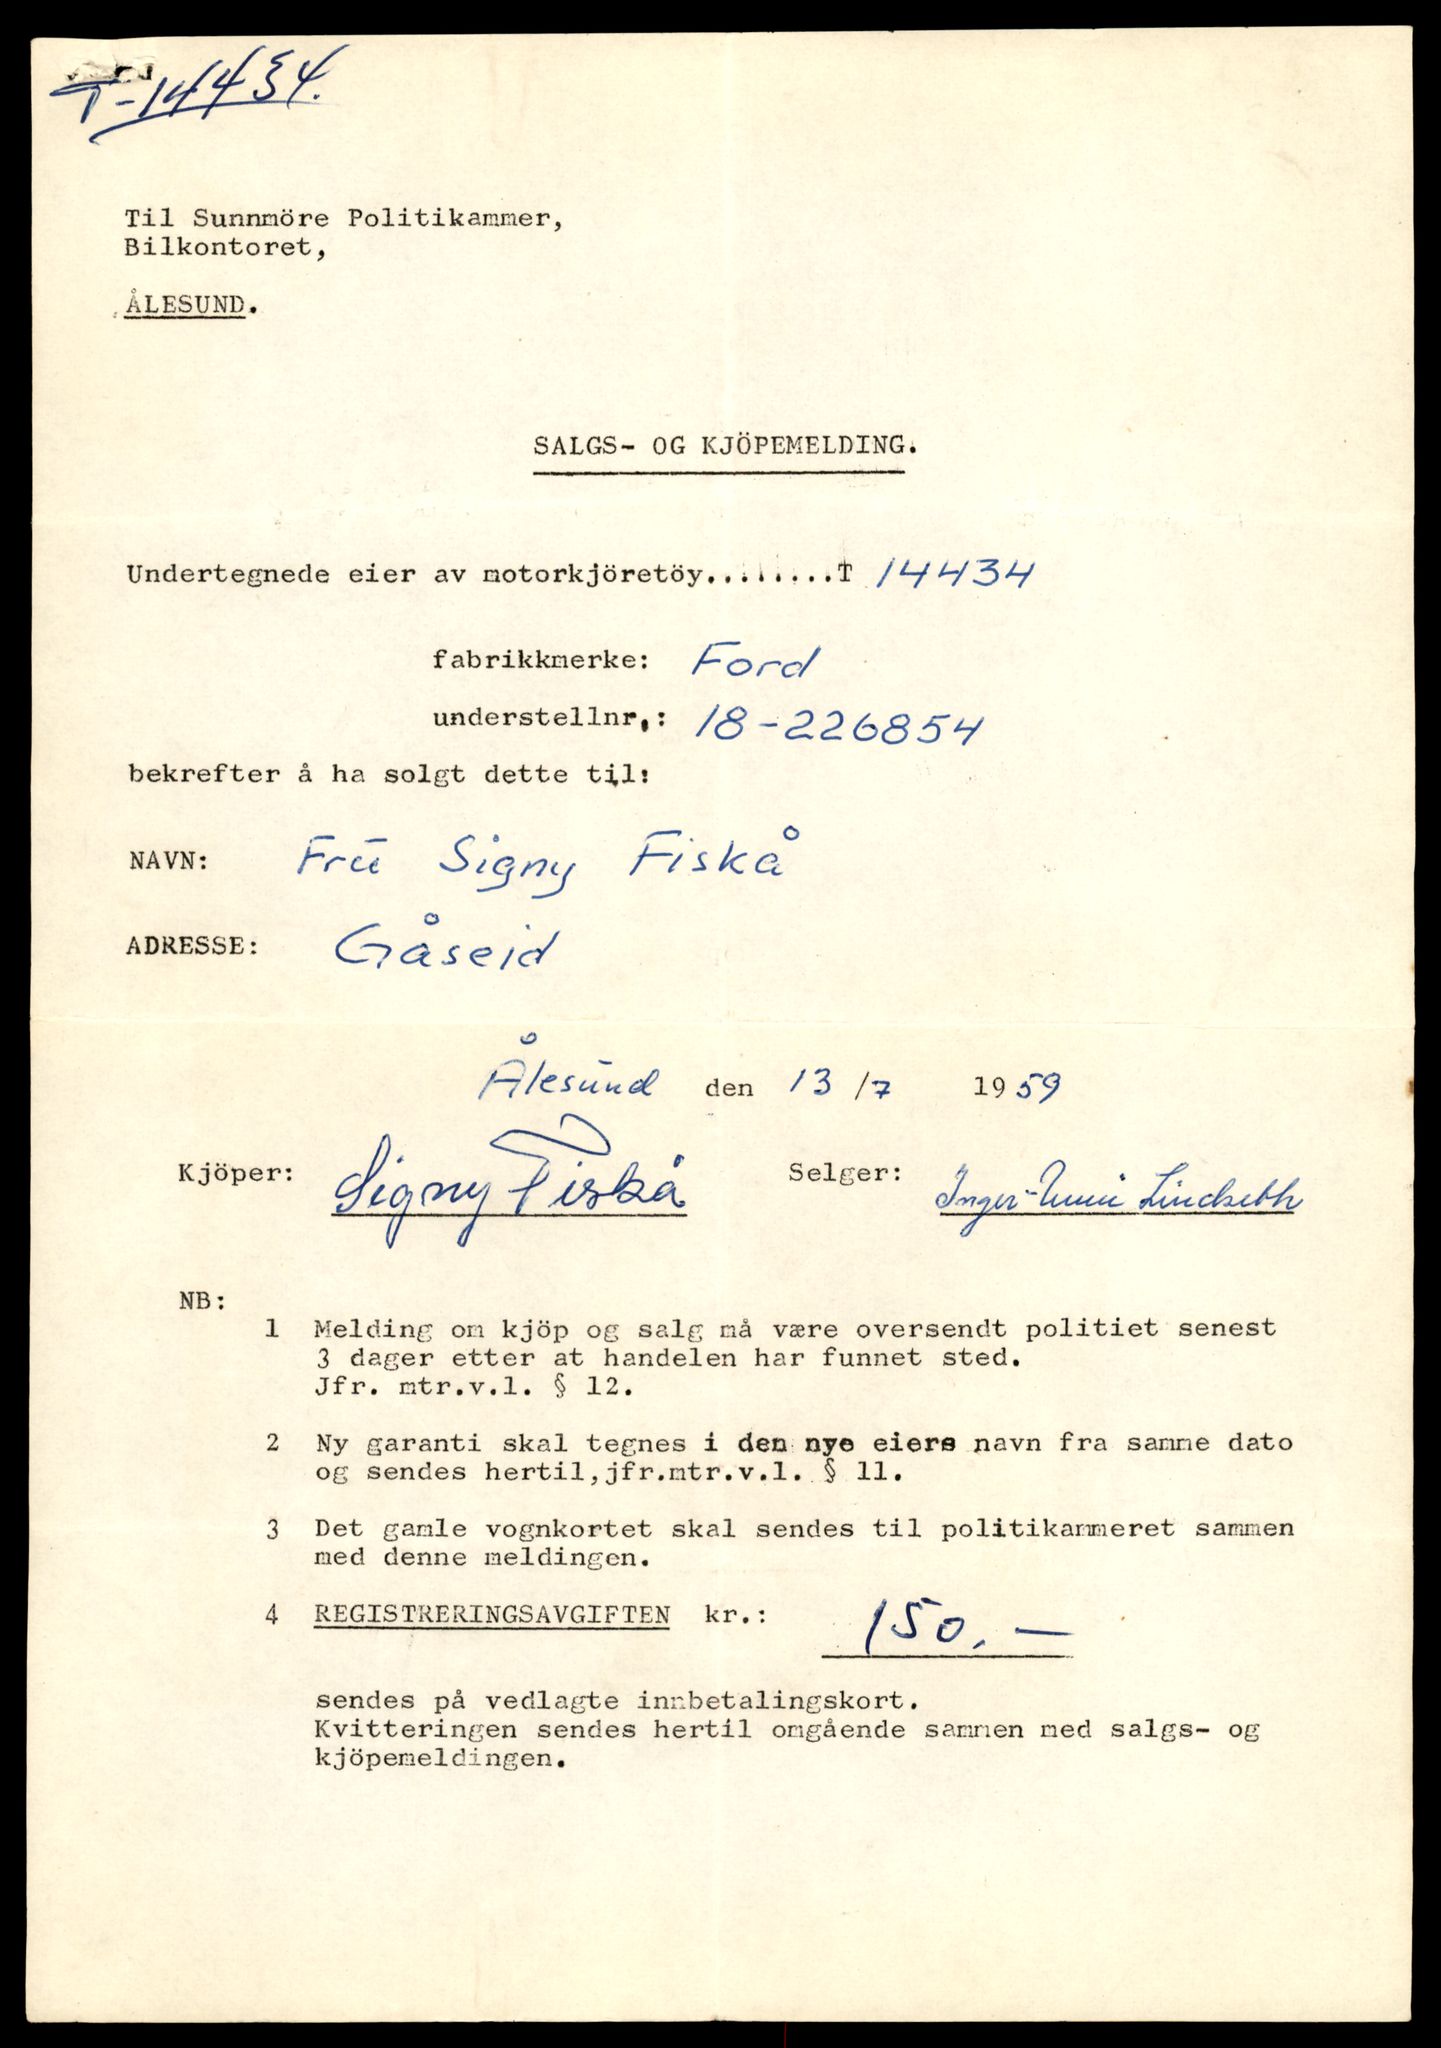 T-14434.
Til Sunnmöre Politikammer,
Bilkontoret,
ÅLESUND.
SALGS- OG KJÖPEMELDING.
Undertegnede eier av motorkjöretöy........T 14434
fabrikkmerke: Ford
understellnr.: 18-226854
bekrefter å ha solgt dette til:
NAVN: Frū Signy Fiskå
ADRESSE: Gåseid
Ålesūnd den 13/7 1959
Kjöper: Signy Fiskå Selger: Inger-Unni Lindseth
NB:
1 Melding om kjöp og salg må være oversendt politiet senest
3 dager etter at handelen har funnet sted.
Jfr. mtr.v.l. § 12.
2 Ny garanti skal tegnes i den nye eiers navn fra samme dato
og sendes hertil,jfr.mtr.v.l. § 11.
3 Det gamle vognkortet skal sendes til politikammeret sammen
med denne meldingen.
4 REGISTRERINGSAVGIFTEN kr.: 150.—
sendes på vedlagte innbetalingskort.
Kvitteringen sendes hertil omgående sammen med salgs- og
kjöpemeldingen.